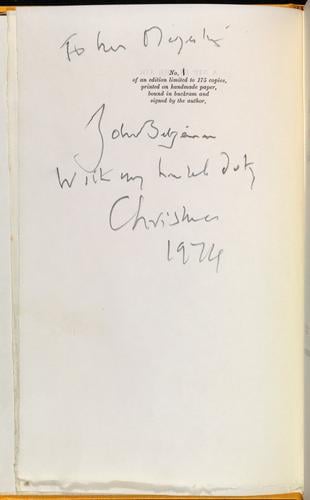 To her Majesty
No. 1
of an edition limited to 175 copies,
printed on handmade paper,
bound in buckram and
signed by the author,
John Betjeman
With my humble duty
Christmas
1974